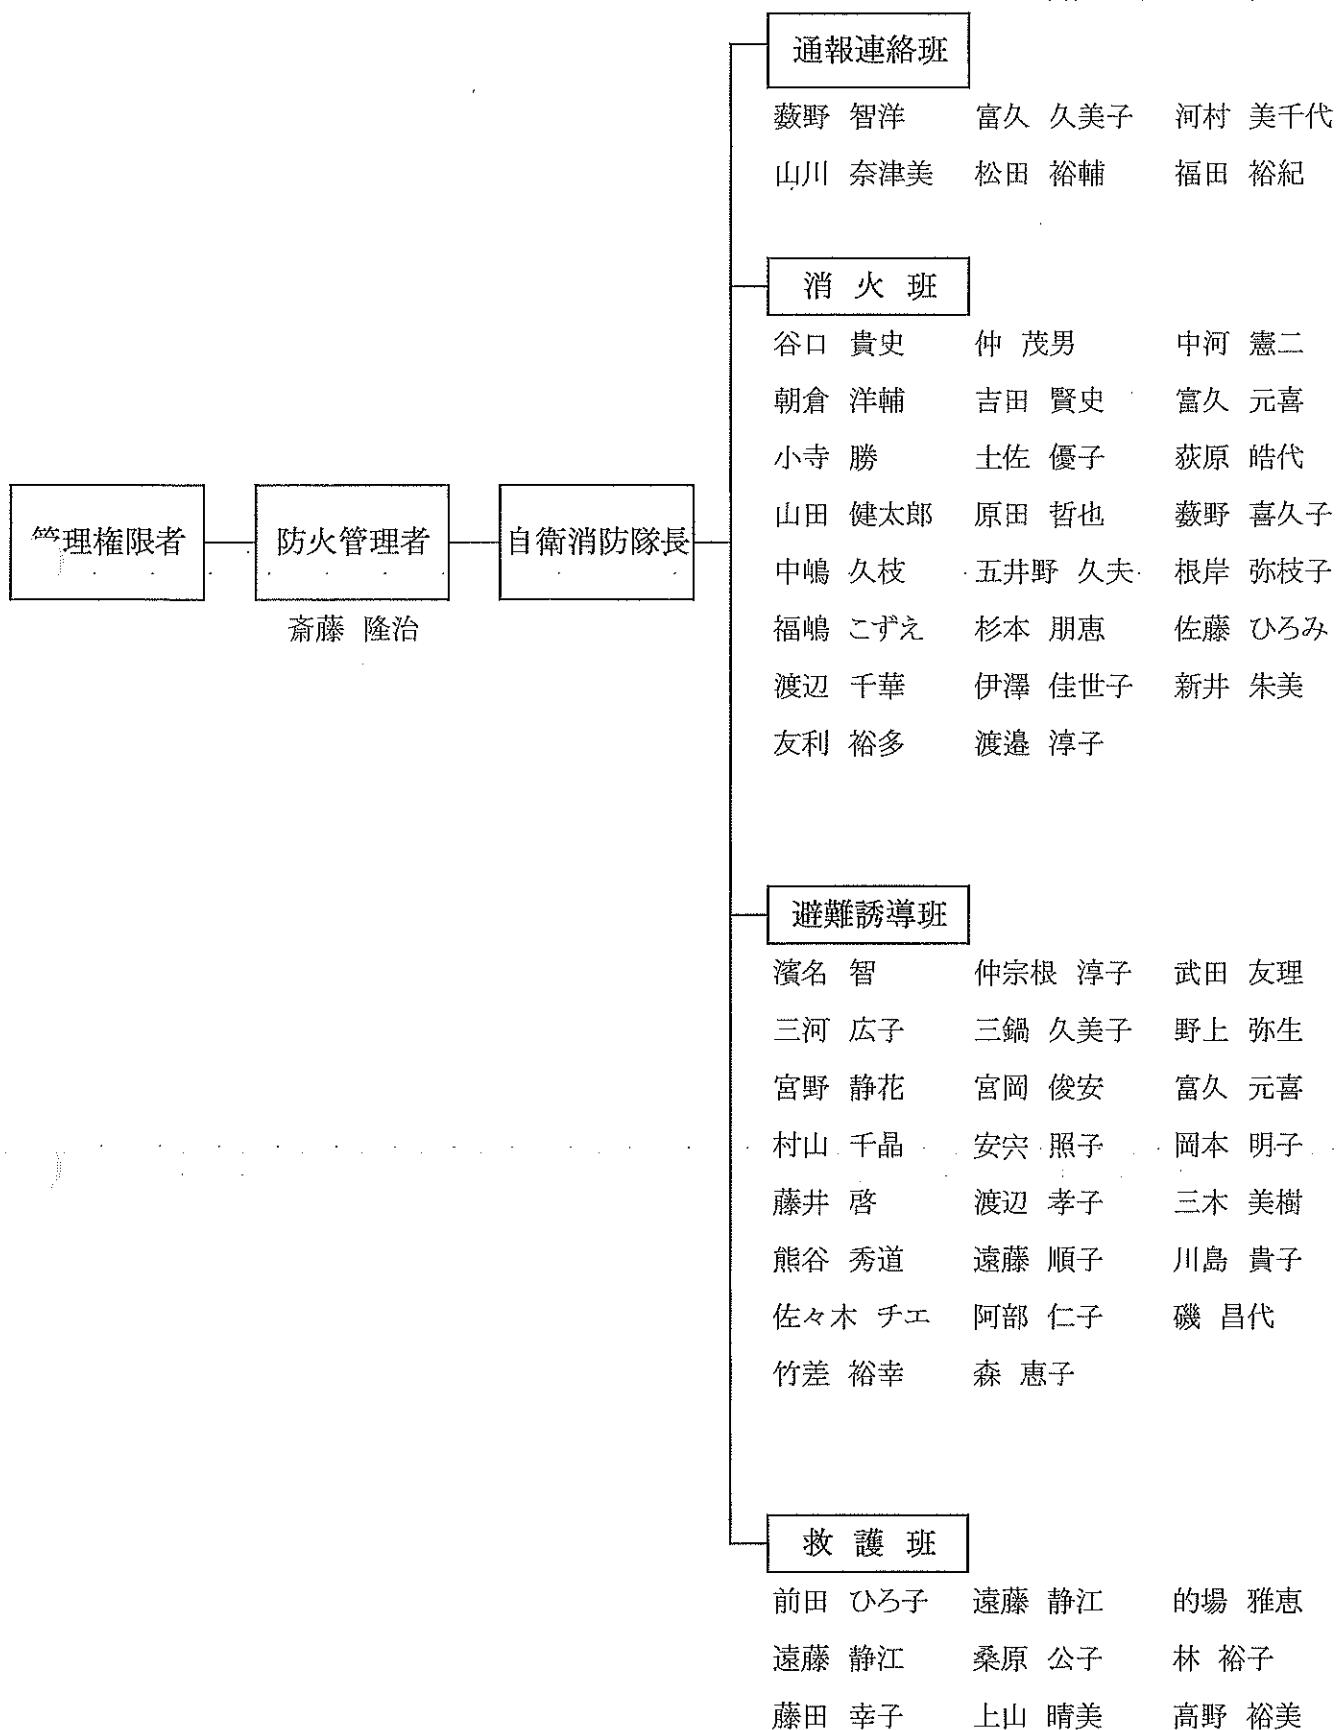 通報連絡班
薮野 智洋 富久 久美子 河村 美千代
山川 奈津美 松田 裕輔 福田 裕紀
消 火 班
谷口 貴史 仲 茂男 中河 憲二
朝倉 洋輔 吉田 賢史 富久 元喜
小寺 勝 土佐 優子 荻原 皓代
山田 健太郎 原田 哲也 薮野 喜久子
管理権限者 防火管理者 自衛消防隊長
中嶋 久枝 五井野 久夫 根岸 弥枝子
斎藤 隆治
福嶋 こずえ 杉本 朋恵 佐藤 ひろみ
渡辺 千華 伊澤 佳世子 新井 朱美
友利 裕多 渡邉 淳子
避難誘導班
濱名 智 仲宗根 淳子 武田 友理
三河 広子 三鍋 久美子 野上 弥生
宮野 静花 宮岡 俊安 富久 元喜
村山 千晶 安宍 照子 岡本 明子
藤井 啓 渡辺 孝子 三木 美樹
熊谷 秀道 遠藤 順子 川島 貴子
佐々木 チエ 阿部 仁子 磯 昌代
竹差 裕幸 森 恵子
救 護 班
前田 ひろ子 遠藤 静江 的場 雅恵
遠藤 静江 桑原 公子 林 裕子
藤田 幸子 上山 晴美 高野 裕美